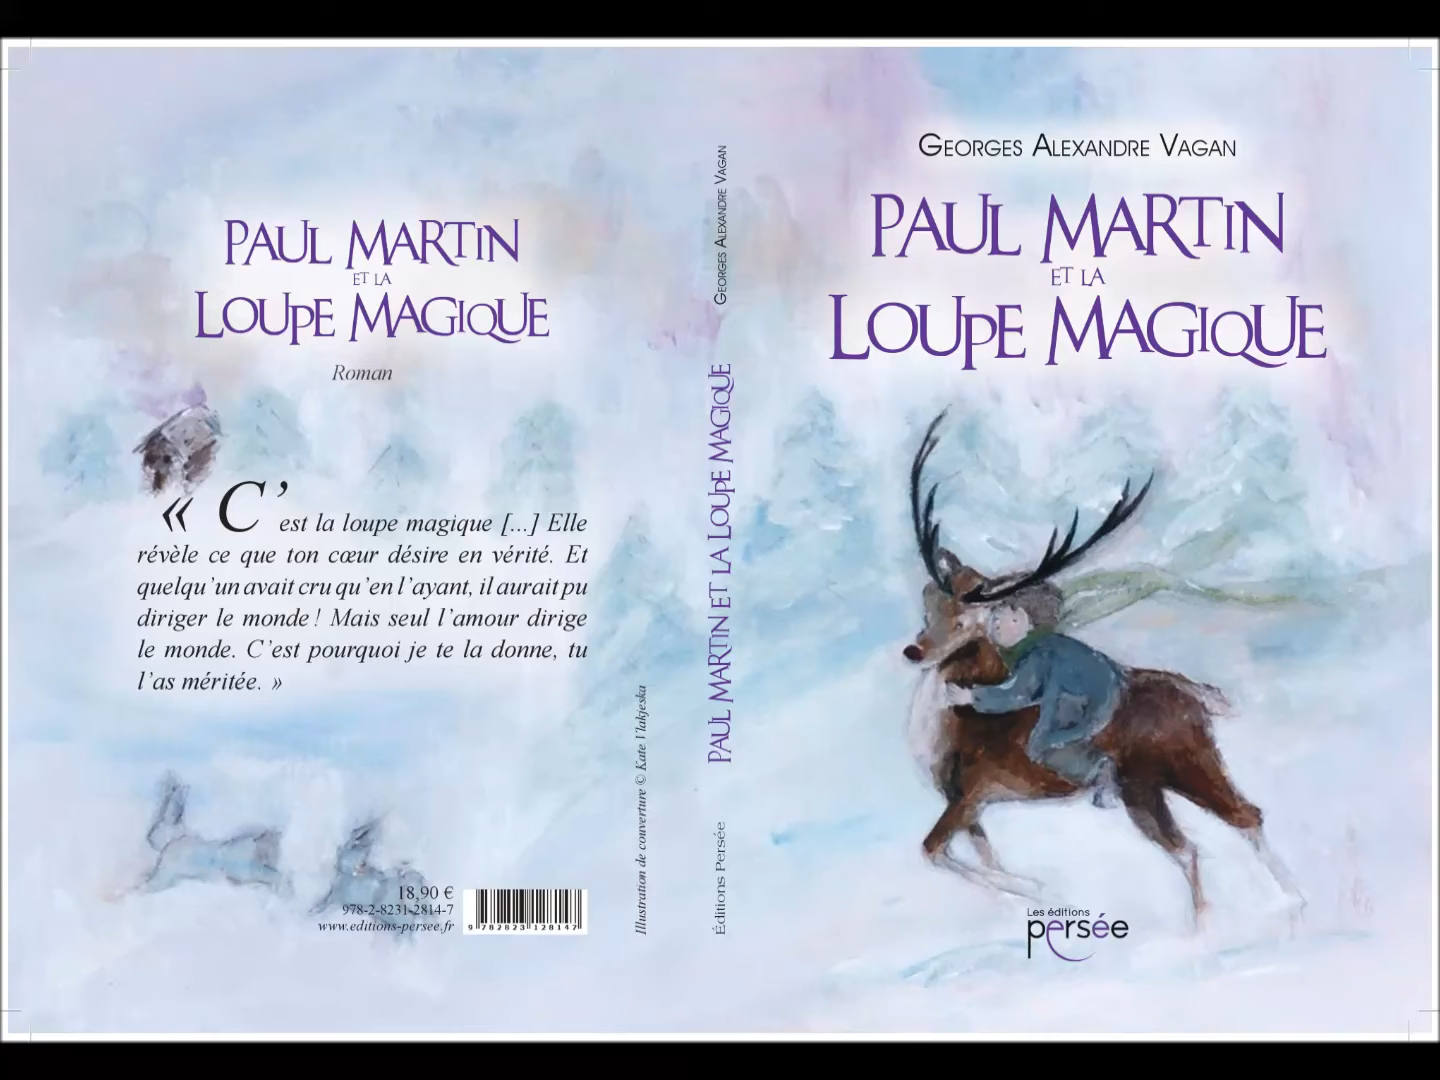 PAUL MARTIN
ET LA
LOUPE MAGIQUE
Roman
« C'est la loupe magique [...] Elle
révèle ce que ton cœur désire en vérité. Et
quelqu'un avait cru qu'en l'ayant, il aurait pu
diriger le monde ! Mais seul l'amour dirige
le monde. C'est pourquoi je te la donne, tu
l'as méritée. »
18,90 €
978-2-8231-2814-7
www.editions-persee.fr
9 782823 128147
Illustration de couverture © Kate Vlakjeska
GEORGES ALEXANDRE VAGAN
PAUL MARTIN ET LA LOUPE MAGIQUE
Éditions Persée
GEORGES ALEXANDRE VAGAN
PAUL MARTIN
ET LA
LOUPE MAGIQUE
Les éditions
persée